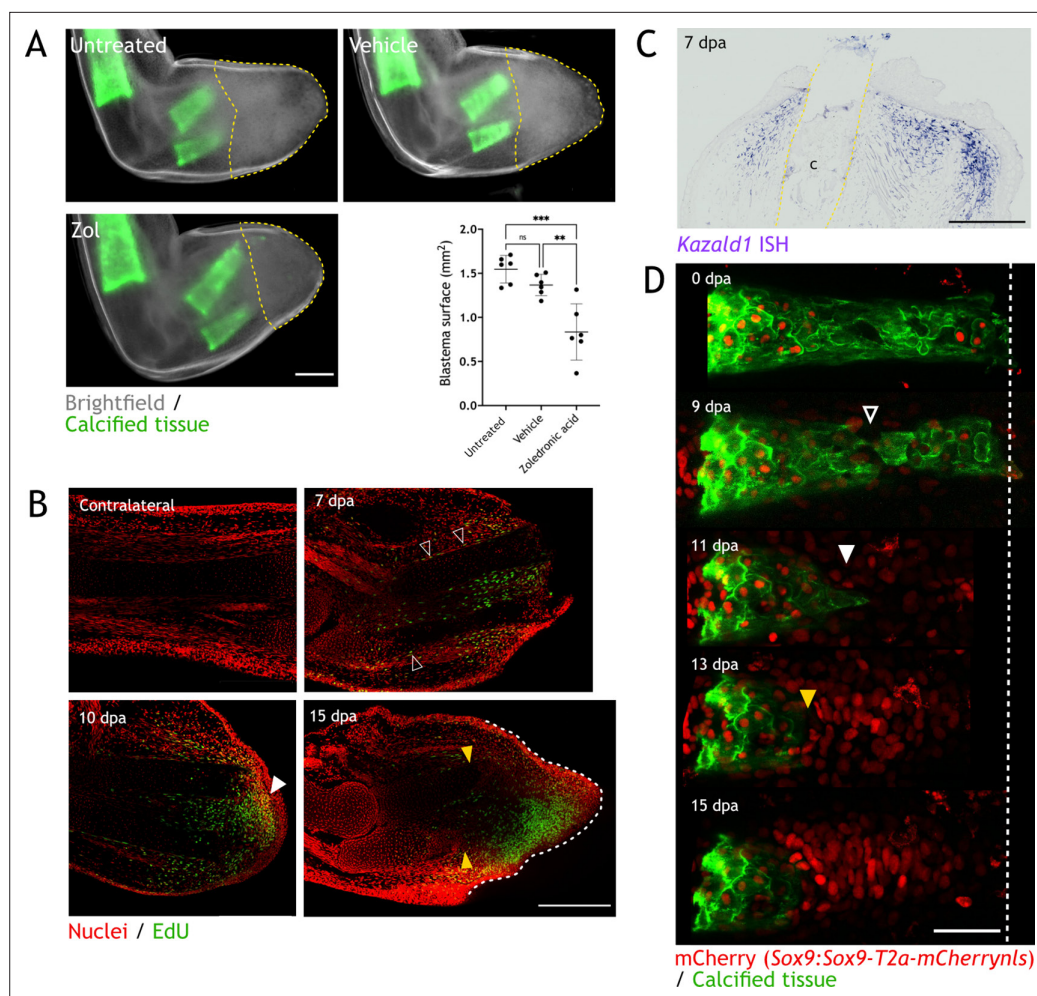 A
Untreated
Vehicle
Zol
Brightfield /
Calcified tissue
Blastema surface (mm²)
2.0
1.5
1.0
0.5
0.0
***
ns
**
Untreated
Vehicle
Zoledronic acid
B
Contralateral
7 dpa
10 dpa
15 dpa
Nuclei / EdU
C
7 dpa
c
Kazald1 ISH
D
0 dpa
9 dpa
11 dpa
13 dpa
15 dpa
mCherry (Sox9:Sox9-T2a-mCherrynls)
/ Calcified tissue